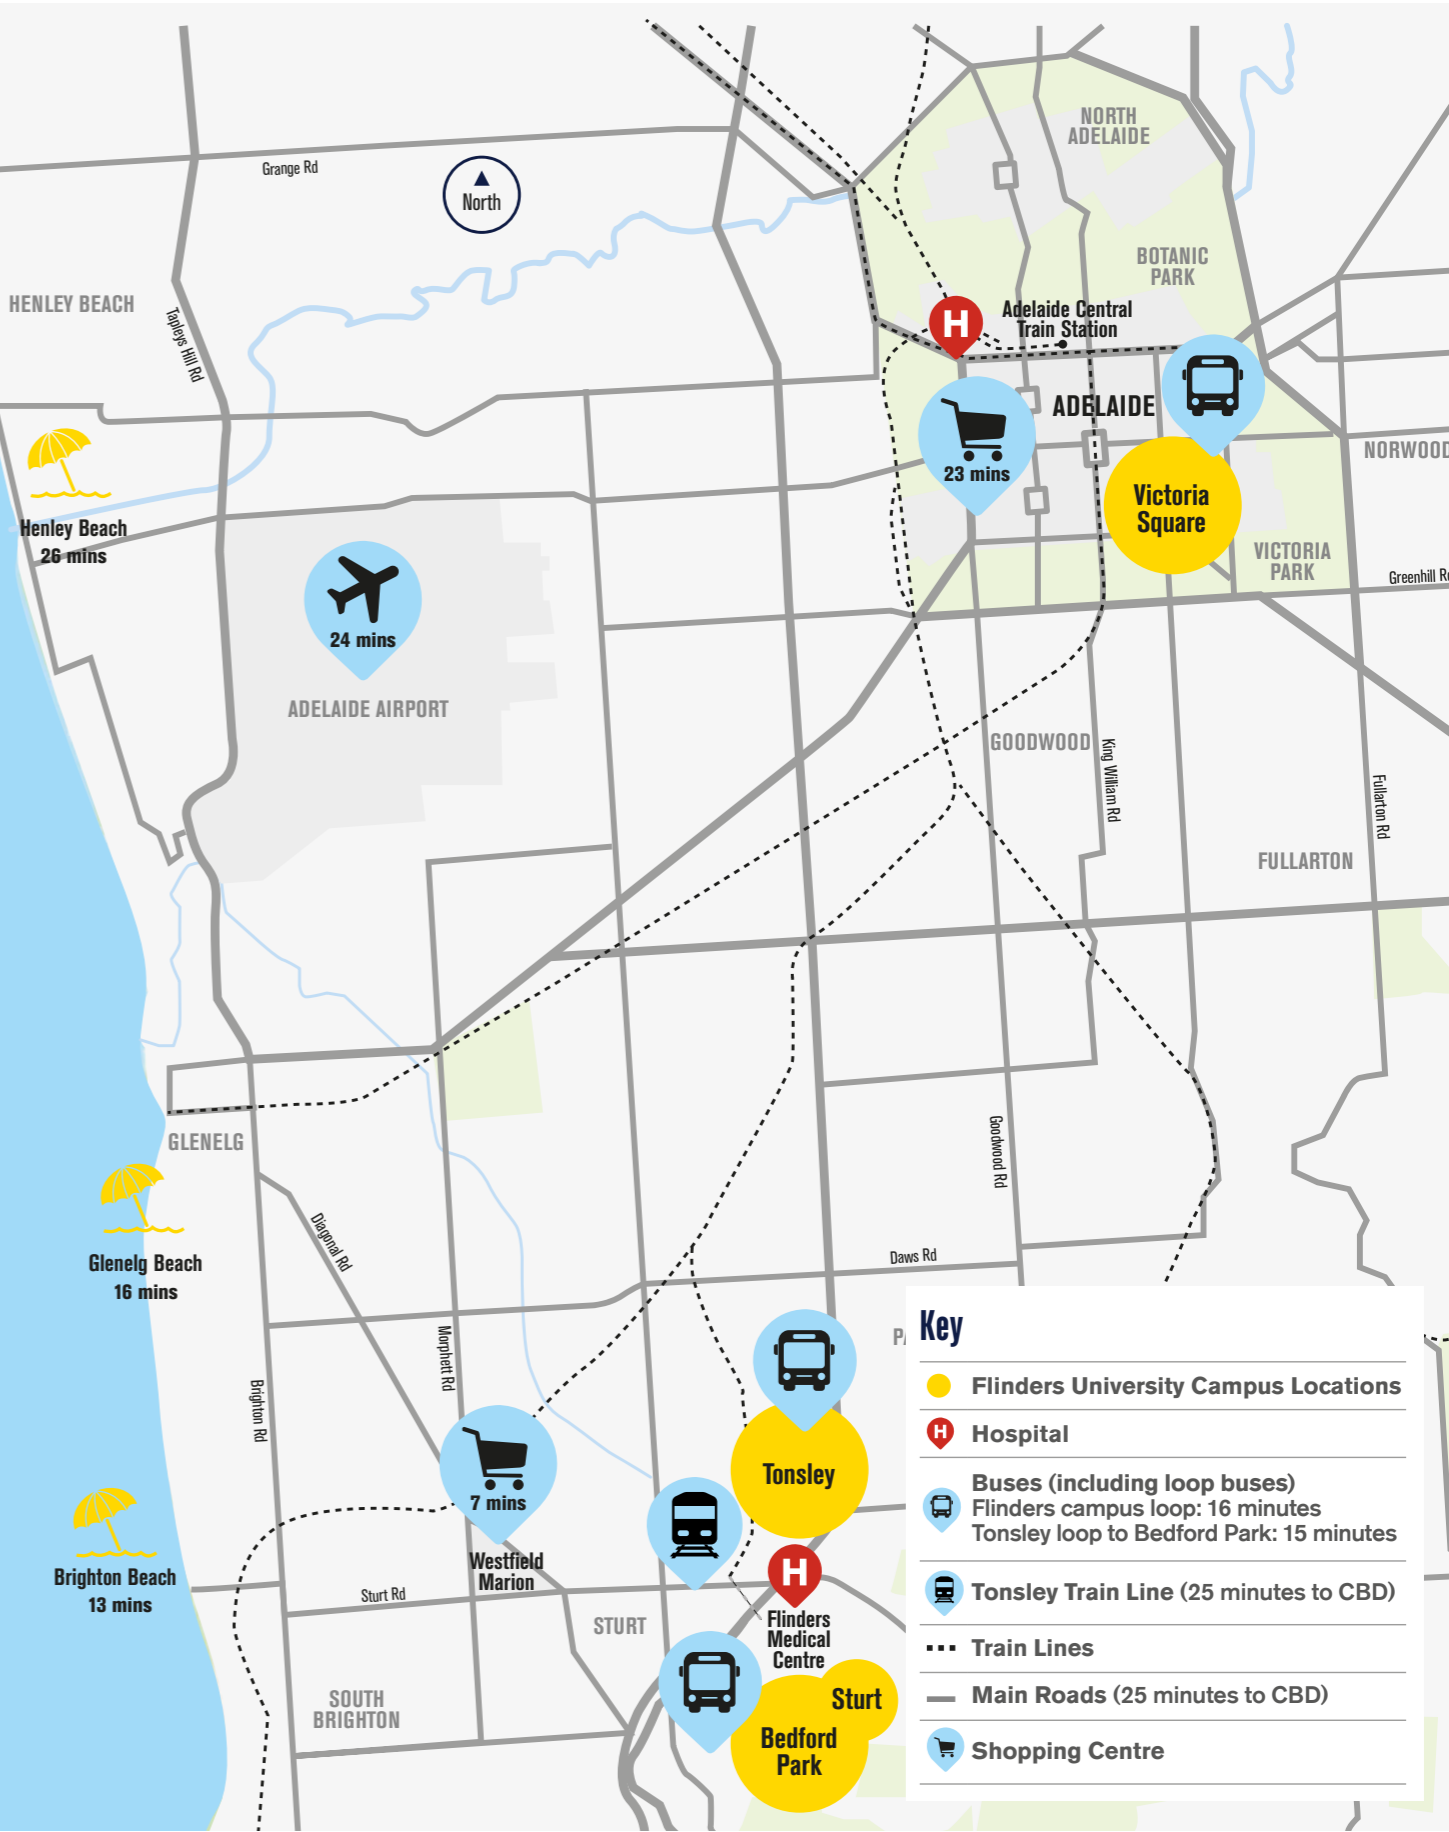 NORTH
ADELAIDE
Grange Rd
North
BOTANIC
PARK
HENLEY BEACH
Tapleys Hill Rd
H
Adelaide Central
Train Station
ADELAIDE
23 mins
NORWOOD
Victoria
Square
Henley Beach
26 mins
VICTORIA
PARK
Greenhill Rd
24 mins
ADELAIDE AIRPORT
GOODWOOD
King William Rd
Fullarton Rd
FULLARTON
GLENELG
Goodwood Rd
Diagonal Rd
Glenelg Beach
16 mins
Daws Rd
Morphett Rd
Brighton Rd
PA
Tonsley
7 mins
Westfield
Marion
Brighton Beach
13 mins
Sturt Rd
H
Flinders
Medical
Centre
STURT
SOUTH
BRIGHTON
Sturt
Bedford
Park
Key
Flinders University Campus Locations
H
Hospital
Buses (including loop buses)
Flinders campus loop: 16 minutes
Tonsley loop to Bedford Park: 15 minutes
Tonsley Train Line (25 minutes to CBD)
Train Lines
Main Roads (25 minutes to CBD)
Shopping Centre